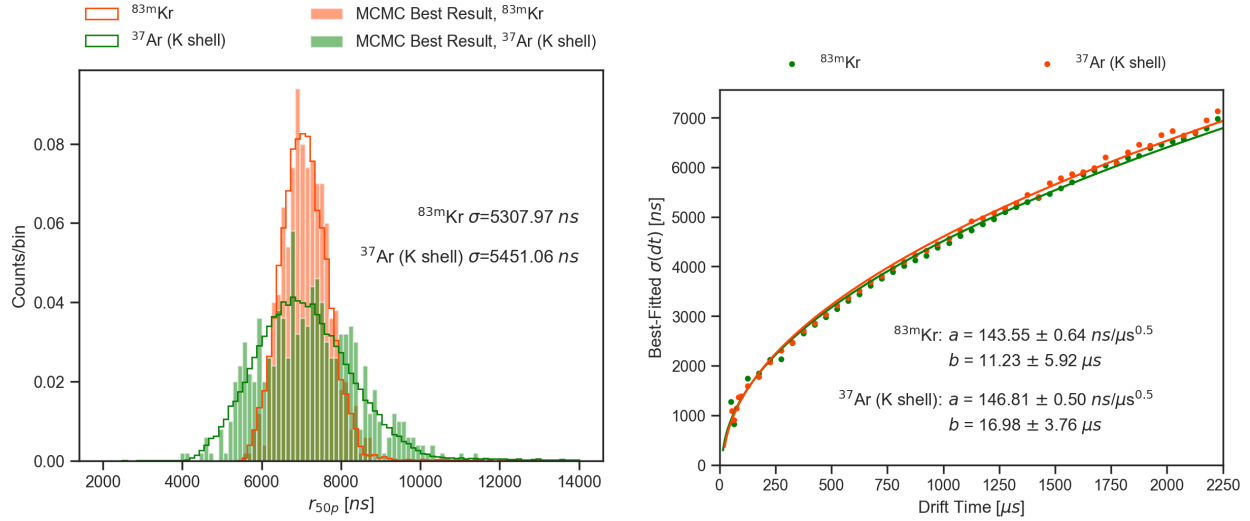 ⁸³ᵐKr
MCMC Best Result, ⁸³ᵐKr
³⁷Ar (K shell)
MCMC Best Result, ³⁷Ar (K shell)
Counts/bin
0.08
0.06
0.04
0.02
0.00
⁸³ᵐKr σ=5307.97 ns
³⁷Ar (K shell) σ=5451.06 ns
2000 4000 6000 8000 10000 12000 14000
r₅₀ₚ [ns]
⁸³ᵐKr
³⁷Ar (K shell)
Best-Fitted σ(dt) [ns]
7000
6000
5000
4000
3000
2000
1000
0
⁸³ᵐKr: a = 143.55 ± 0.64 ns/μs⁰·⁵
b = 11.23 ± 5.92 μs
³⁷Ar (K shell): a = 146.81 ± 0.50 ns/μs⁰·⁵
b = 16.98 ± 3.76 μs
0 250 500 750 1000 1250 1500 1750 2000 2250
Drift Time [μs]